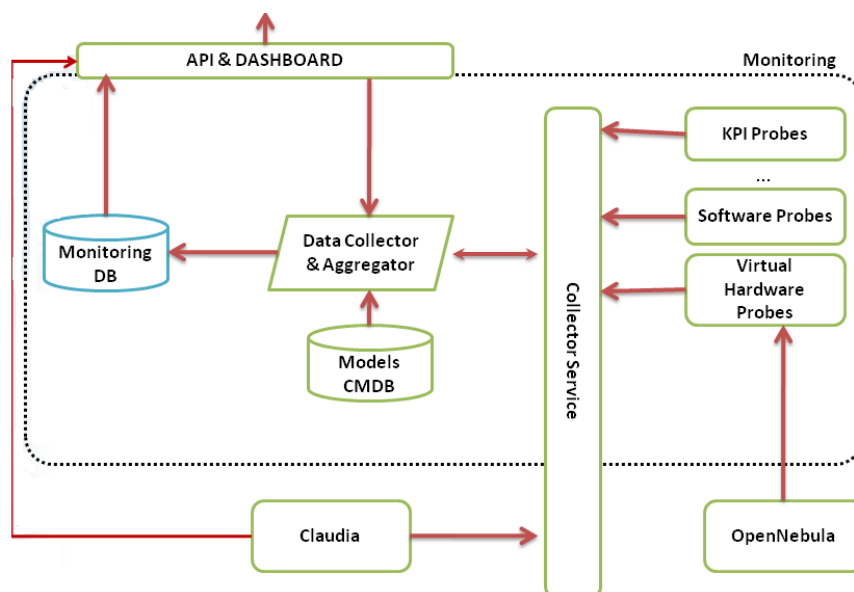 API & DASHBOARD
Monitoring
KPI Probes
...
Software Probes
Monitoring
DB
Data Collector
& Aggregator
Virtual
Hardware
Probes
Collector Service
Models
CMDB
Claudia
OpenNebula